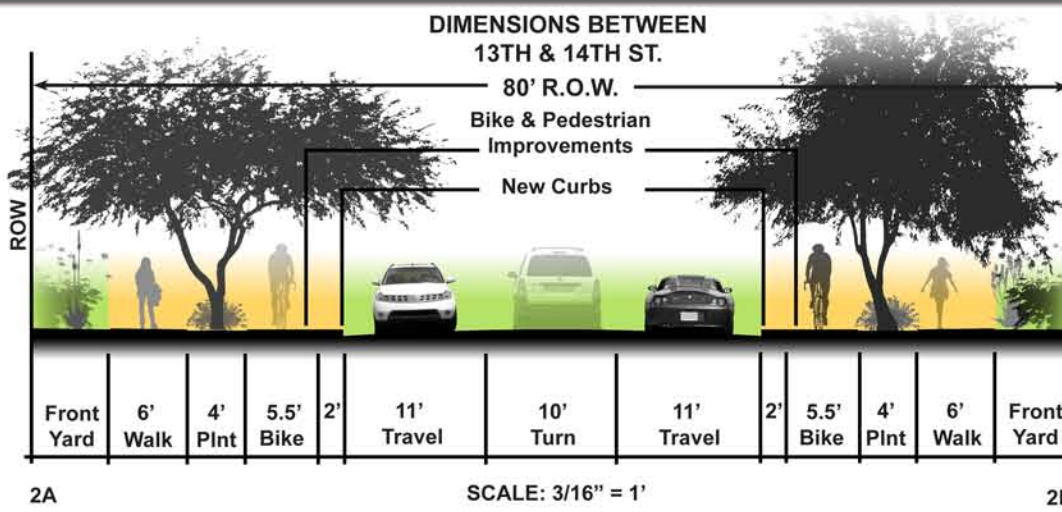 DIMENSIONS BETWEEN
13TH & 14TH ST.
80' R.O.W.
Bike & Pedestrian
Improvements
New Curbs
ROW
Front Yard
6' Walk
4' Plnt
5.5' Bike
2'
11' Travel
10' Turn
11' Travel
2'
5.5' Bike
4' Plnt
6' Walk
Front Yard
2A
SCALE: 3/16” = 1'